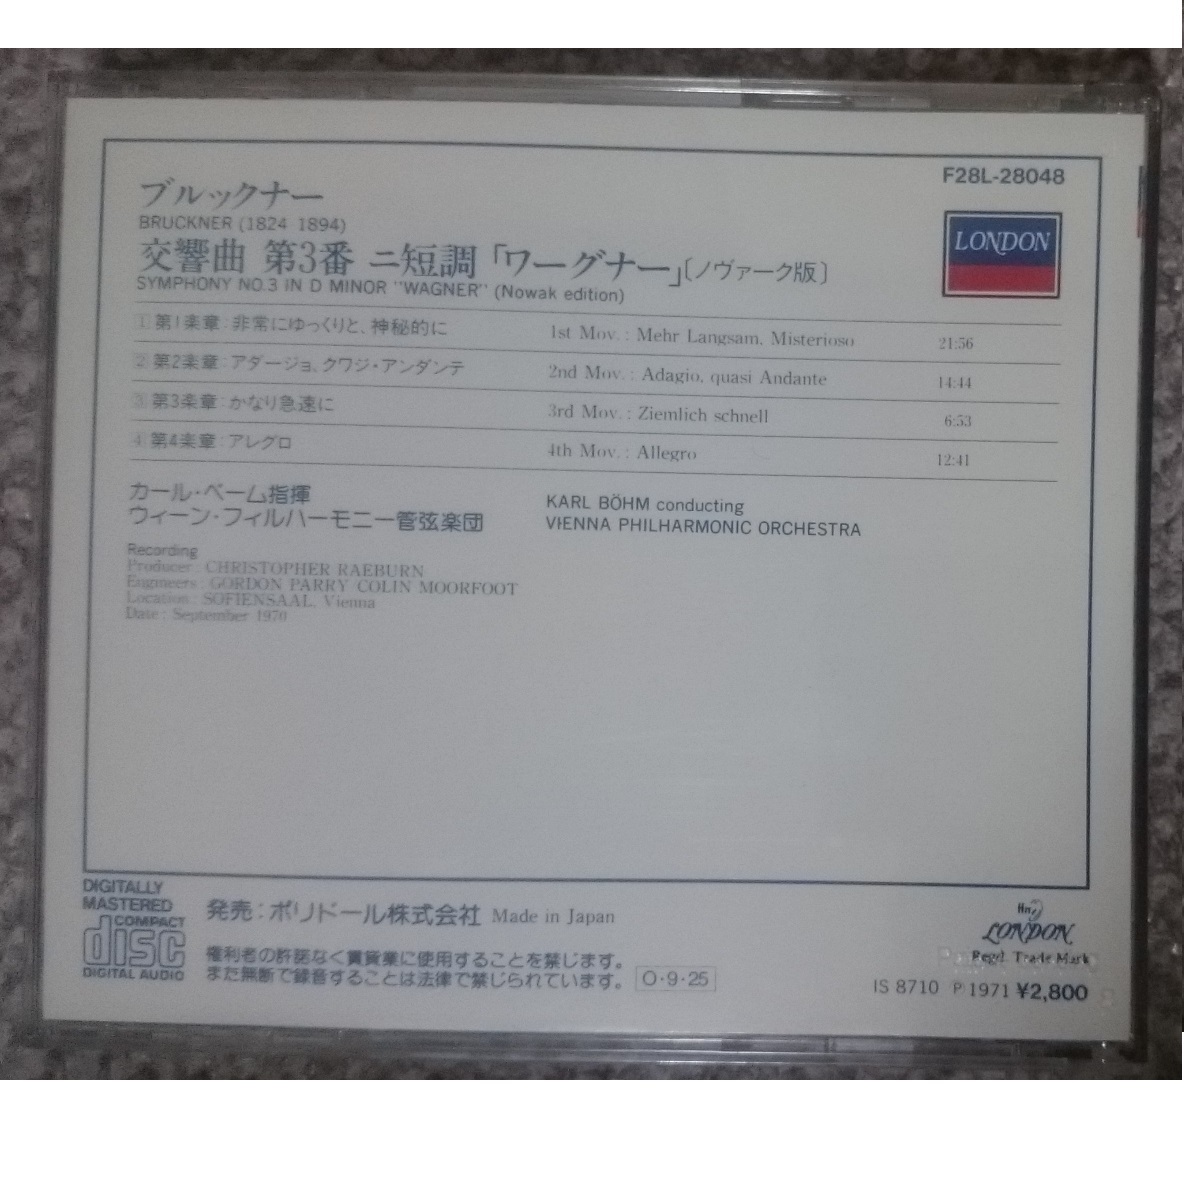 F28L-28048
LONDON
ブルックナー
BRUCKNER (1824 1894)
交響曲 第3番 ニ短調「ワーグナー」〔ノヴァーク版〕
SYMPHONY NO.3 IN D MINOR "WAGNER" (Nowak edition)
1 第1楽章:非常にゆっくりと、神秘的に 1st Mov. : Mehr Langsam, Misterioso 21:56
2 第2楽章:アダージョ、クワジ・アンダンテ 2nd Mov. : Adagio, quasi Andante 14:44
3 第3楽章:かなり急速に 3rd Mov. : Ziemlich schnell 6:53
4 第4楽章:アレグロ 4th Mov. : Allegro 12:41
カール・ベーム指揮 KARL BÖHM conducting
ウィーン・フィルハーモニー管弦楽団 VIENNA PHILHARMONIC ORCHESTRA
Recording
Producer : CHRISTOPHER RAEBURN
Engineers : GORDON PARRY COLIN MOORFOOT
Location : SOFIENSAAL, Vienna
Date : September 1970
DIGITALLY
MASTERED
COMPACT
disc
DIGITAL AUDIO
発売:ポリドール株式会社 Made in Japan
権利者の許諾なく賃貸業に使用することを禁じます。
また無断で録音することは法律で禁じられています。 O・9・25
LONDON
Regd. Trade Mark
IS 8710 P 1971 ¥2,800